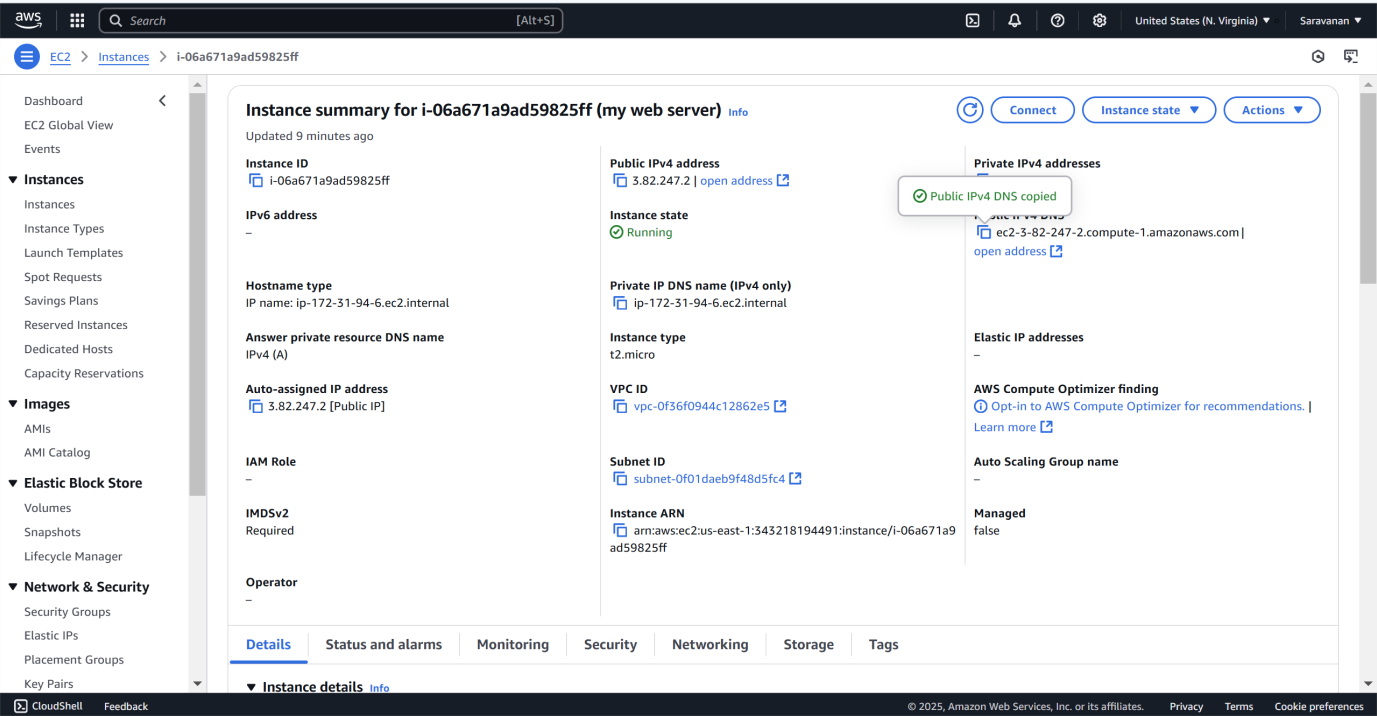 aws
Search
[Alt+S]
United States (N. Virginia)
Saravanan
EC2
Instances
i-06a671a9ad59825ff
Dashboard
EC2 Global View
Events
Instances
Instances
Instance Types
Launch Templates
Spot Requests
Savings Plans
Reserved Instances
Dedicated Hosts
Capacity Reservations
Images
AMIs
AMI Catalog
Elastic Block Store
Volumes
Snapshots
Lifecycle Manager
Network & Security
Security Groups
Elastic IPs
Placement Groups
Key Pairs
Instance summary for i-06a671a9ad59825ff (my web server) Info
Updated 9 minutes ago
Connect
Instance state
Actions
Instance ID
i-06a671a9ad59825ff
Public IPv4 address
3.82.247.2 | open address
Private IPv4 addresses
Public IPv4 DNS copied
IPv6 address
–
Instance state
Running
Public IPv4 DNS
ec2-3-82-247-2.compute-1.amazonaws.com |
open address
Hostname type
IP name: ip-172-31-94-6.ec2.internal
Private IP DNS name (IPv4 only)
ip-172-31-94-6.ec2.internal
Answer private resource DNS name
IPv4 (A)
Instance type
t2.micro
Elastic IP addresses
–
Auto-assigned IP address
3.82.247.2 [Public IP]
VPC ID
vpc-0f36f0944c12862e5
AWS Compute Optimizer finding
Opt-in to AWS Compute Optimizer for recommendations. |
Learn more
IAM Role
–
Subnet ID
subnet-0f01daeb9f48d5fc4
Auto Scaling Group name
–
IMDSv2
Required
Instance ARN
arn:aws:ec2:us-east-1:343218194491:instance/i-06a671a9
ad59825ff
Managed
false
Operator
–
Details
Status and alarms
Monitoring
Security
Networking
Storage
Tags
Instance details Info
CloudShell
Feedback
© 2025, Amazon Web Services, Inc. or its affiliates.
Privacy
Terms
Cookie preferences